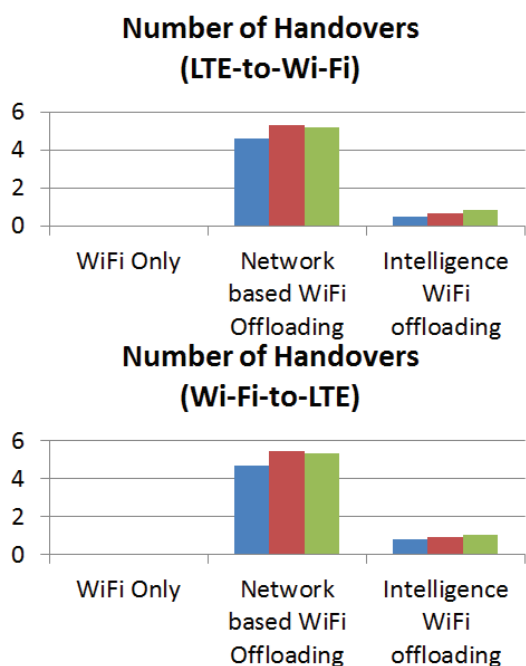 Number of Handovers
(LTE-to-Wi-Fi)
6
4
2
0
WiFi Only
Network
based WiFi
Offloading
Intelligence
WiFi
offloading
Number of Handovers
(Wi-Fi-to-LTE)
6
4
2
0
WiFi Only
Network
based WiFi
Offloading
Intelligence
WiFi
offloading